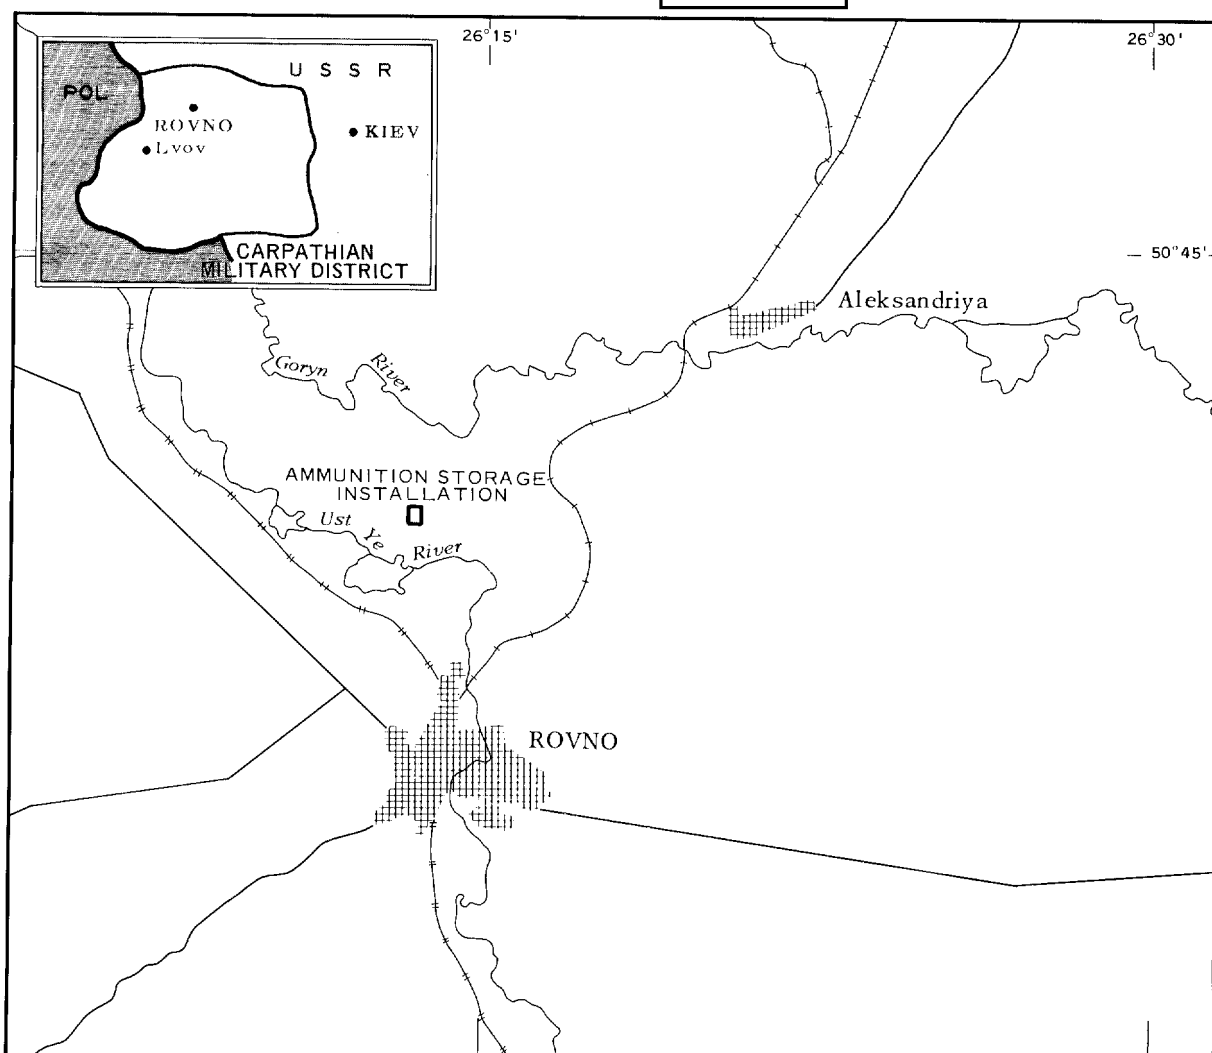 26°15'
26°30'
U S S R
POL
ROVNO
KIEV
Lvov
CARPATHIAN
MILITARY DISTRICT
50°45'
Aleksandriya
Goryn River
AMMUNITION STORAGE
INSTALLATION
Ust Ye River
ROVNO